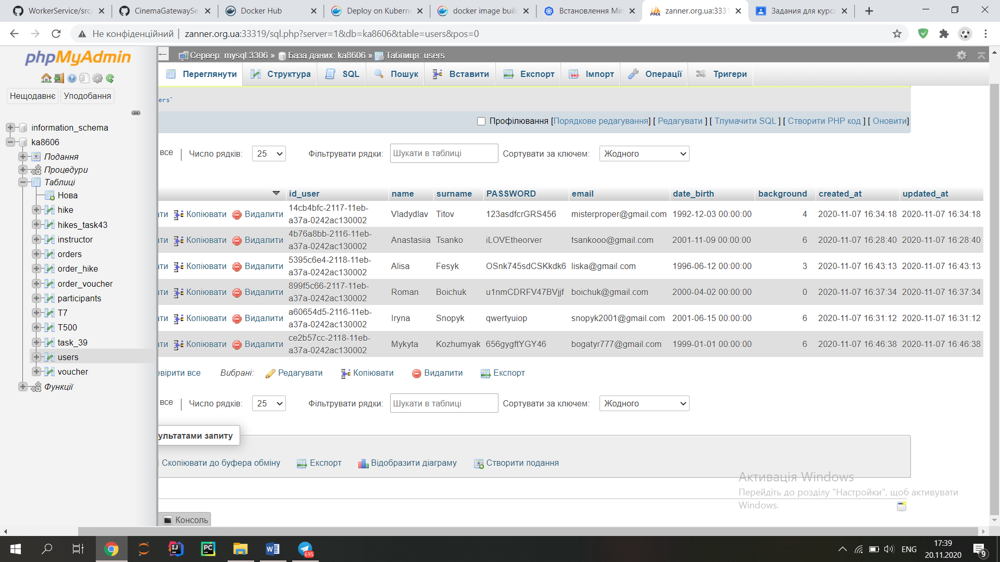 WorkerService/src/
CinemaGatewaySe
Docker Hub
Deploy on Kuberne
docker image build
Встановлення Min
zanner.org.ua:3331
Задания для курса
Не конфіденційний
zanner.org.ua:33319/sql.php?server=1&db=ka8606&table=users&pos=0
phpMyAdmin
Нещодавнє Уподобання
information_schema
ka8606
Подання
Процедури
Таблиці
Нова
hike
hikes_task43
instructor
orders
order_hike
order_voucher
participants
T7
T500
task_39
users
voucher
Функції
Сервер: mysql:3306 » База даних: ka8606 » Таблиця: users
Переглянути Структура SQL Пошук Вставити Експорт Імпорт Операції Тригери
ers`
Профілювання [Порядкове редагування] [ Редагувати ] [ Тлумачити SQL ] [ Створити PHP код ] [ Оновити]
все | Число рядків: 25 Фільтрувати рядки: Шукати в таблиці Сортувати за ключем: Жодного
id_user name surname PASSWORD email date_birth background created_at updated_at
ати Копіювати Видалити 14cb4bfc-2117-11eb-a37a-0242ac130002 Vladydlav Titov 123asdfcrGRS456 misterproper@gmail.com 1992-12-03 00:00:00 4 2020-11-07 16:34:18 2020-11-07 16:34:18
ати Копіювати Видалити 4b76a8bb-2116-11eb-a37a-0242ac130002 Anastasiia Tsanko iLOVEtheorver tsankooo@gmail.com 2001-11-09 00:00:00 6 2020-11-07 16:28:40 2020-11-07 16:28:40
ати Копіювати Видалити 5395c6e4-2118-11eb-a37a-0242ac130002 Alisa Fesyk OSnk745sdCSKkdk6 liska@gmail.com 1996-06-12 00:00:00 3 2020-11-07 16:43:13 2020-11-07 16:43:13
ати Копіювати Видалити 899f5c66-2117-11eb-a37a-0242ac130002 Roman Boichuk u1nmCDRFV47BVjjf boichuk@gmail.com 2000-04-02 00:00:00 0 2020-11-07 16:37:34 2020-11-07 16:37:34
ати Копіювати Видалити a60654d5-2116-11eb-a37a-0242ac130002 Iryna Snopyk qwertyuiop snopyk2001@gmail.com 2001-06-15 00:00:00 6 2020-11-07 16:31:12 2020-11-07 16:31:12
ати Копіювати Видалити ce2b57cc-2118-11eb-a37a-0242ac130002 Mykyta Kozhumyak 656gygftYGY46 bogatyr777@gmail.com 1999-01-01 00:00:00 6 2020-11-07 16:46:38 2020-11-07 16:46:38
евірити все Вибрані: Редагувати Копіювати Видалити Експорт
все | Число рядків: 25 Фільтрувати рядки: Шукати в таблиці Сортувати за ключем: Жодного
ультатами запиту
Скопіювати до буфера обміну Експорт Відобразити діаграму Створити подання
Активація Windows
Перейдіть до розділу "Настройки", щоб активувати
Windows.
Консоль
695
ENG
17:39
20.11.2020
9